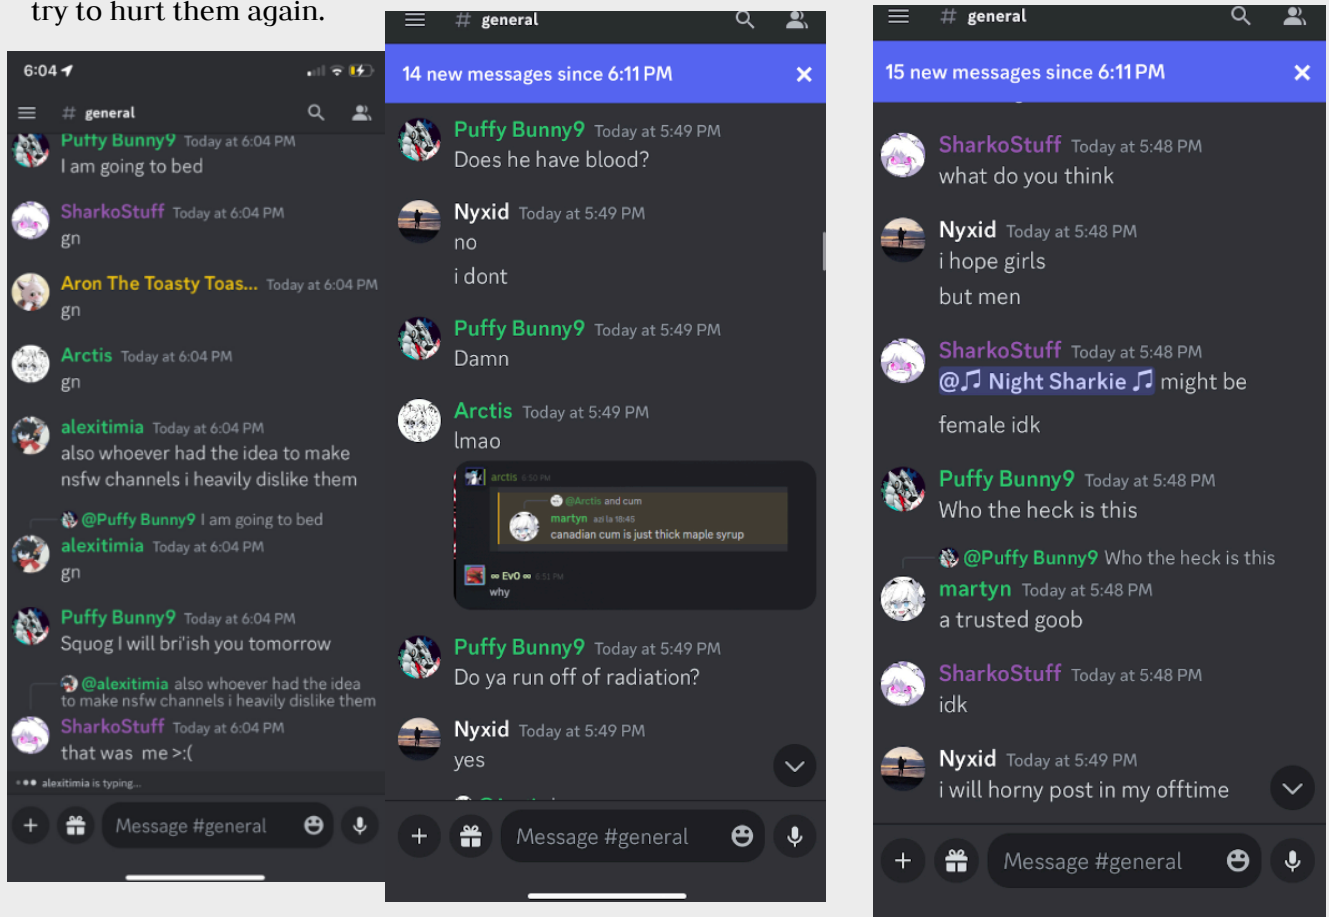 try to hurt them again.
6:04
# general
Puffy Bunny9 Today at 6:04 PM
I am going to bed
SharkoStuff Today at 6:04 PM
gn
Aron The Toasty Toas... Today at 6:04 PM
gn
Arctis Today at 6:04 PM
gn
alexitimia Today at 6:04 PM
also whoever had the idea to make
nsfw channels i heavily dislike them
@Puffy Bunny9 I am going to bed
alexitimia Today at 6:04 PM
gn
Puffy Bunny9 Today at 6:04 PM
Squog I will bri'ish you tomorrow
@alexitimia also whoever had the idea
to make nsfw channels i heavily dislike them
SharkoStuff Today at 6:04 PM
that was me >:(
alexitimia is typing...
Message #general
# general
14 new messages since 6:11 PM
Puffy Bunny9 Today at 5:49 PM
Does he have blood?
Nyxid Today at 5:49 PM
no
i dont
Puffy Bunny9 Today at 5:49 PM
Damn
Arctis Today at 5:49 PM
lmao
arctis 6:50 PM
@Arctis and cum
martyn azi la 18:45
canadian cum is just thick maple syrup
∞ Ev0 ∞ 6:51 PM
why
Puffy Bunny9 Today at 5:49 PM
Do ya run off of radiation?
Nyxid Today at 5:49 PM
yes
Message #general
# general
15 new messages since 6:11 PM
SharkoStuff Today at 5:48 PM
what do you think
Nyxid Today at 5:48 PM
i hope girls
but men
SharkoStuff Today at 5:48 PM
@🎵 Night Sharkie 🎵 might be
female idk
Puffy Bunny9 Today at 5:48 PM
Who the heck is this
@Puffy Bunny9 Who the heck is this
martyn Today at 5:48 PM
a trusted goob
SharkoStuff Today at 5:48 PM
idk
Nyxid Today at 5:49 PM
i will horny post in my offtime
Message #general